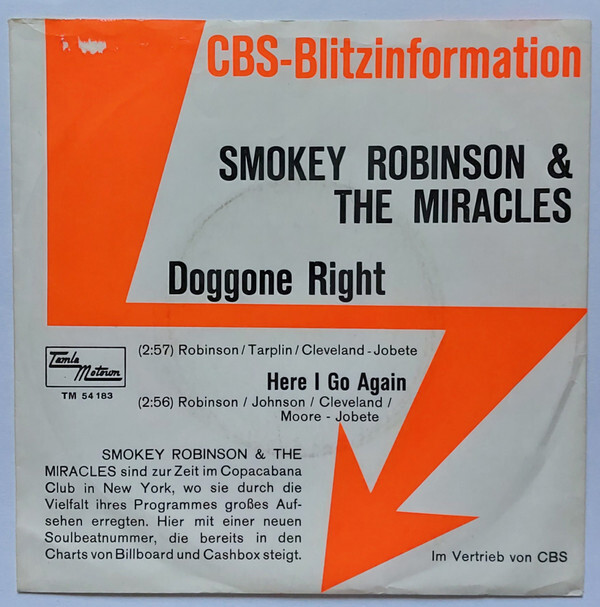 CBS-Blitzinformation
SMOKEY ROBINSON &
THE MIRACLES
Doggone Right
(2:57) Robinson / Tarplin / Cleveland - Jobete
Tamla
Motown
TM 54 183
Here I Go Again
(2:56) Robinson / Johnson / Cleveland /
Moore - Jobete
SMOKEY ROBINSON & THE
MIRACLES sind zur Zeit im Copacabana
Club in New York, wo sie durch die
Vielfalt ihres Programmes großes Auf-
sehen erregten. Hier mit einer neuen
Soulbeatnummer, die bereits in den
Charts von Billboard und Cashbox steigt.
Im Vertrieb von CBS